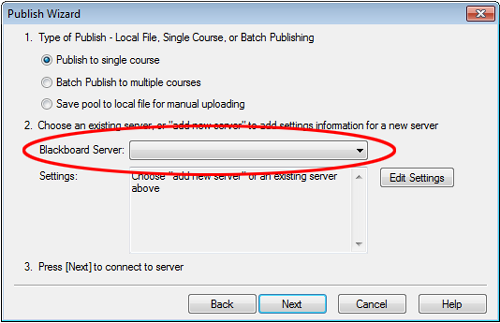 Publish Wizard
1. Type of Publish - Local File, Single Course, or Batch Publishing
Publish to single course
Batch Publish to multiple courses
Save pool to local file for manual uploading
2. Choose an existing server, or "add new server" to add settings information for a new server
Blackboard Server:
Settings:
Choose "add new server" or an existing server
above
Edit Settings
3. Press [Next] to connect to server
Back
Next
Cancel
Help